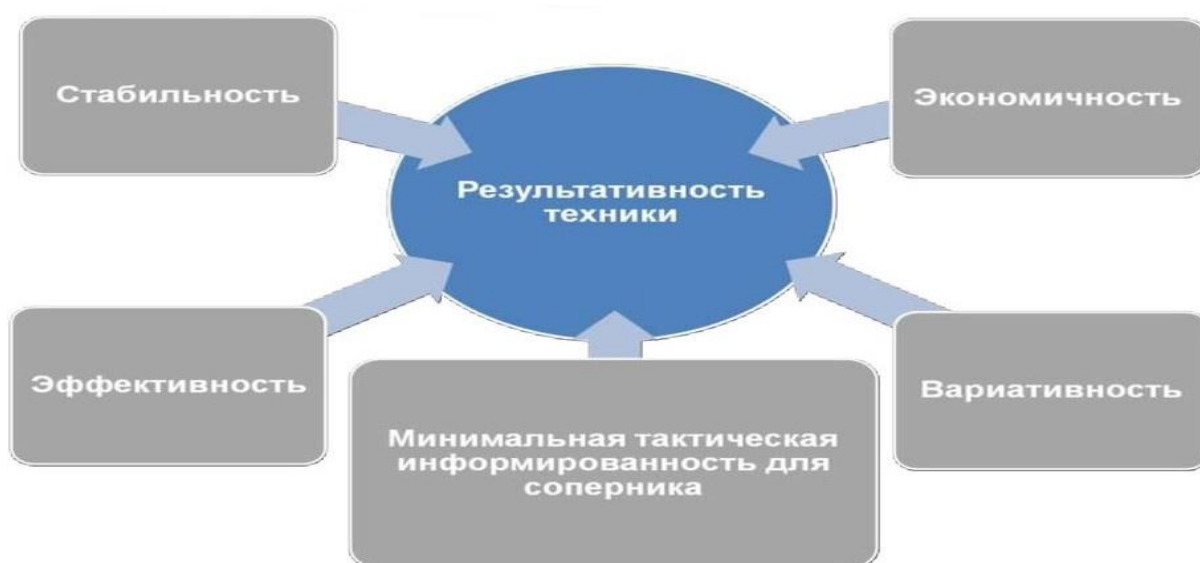 Стабильность
Экономичность
Результативность
техники
Эффективность
Вариативность
Минимальная тактическая
информированность для
соперника